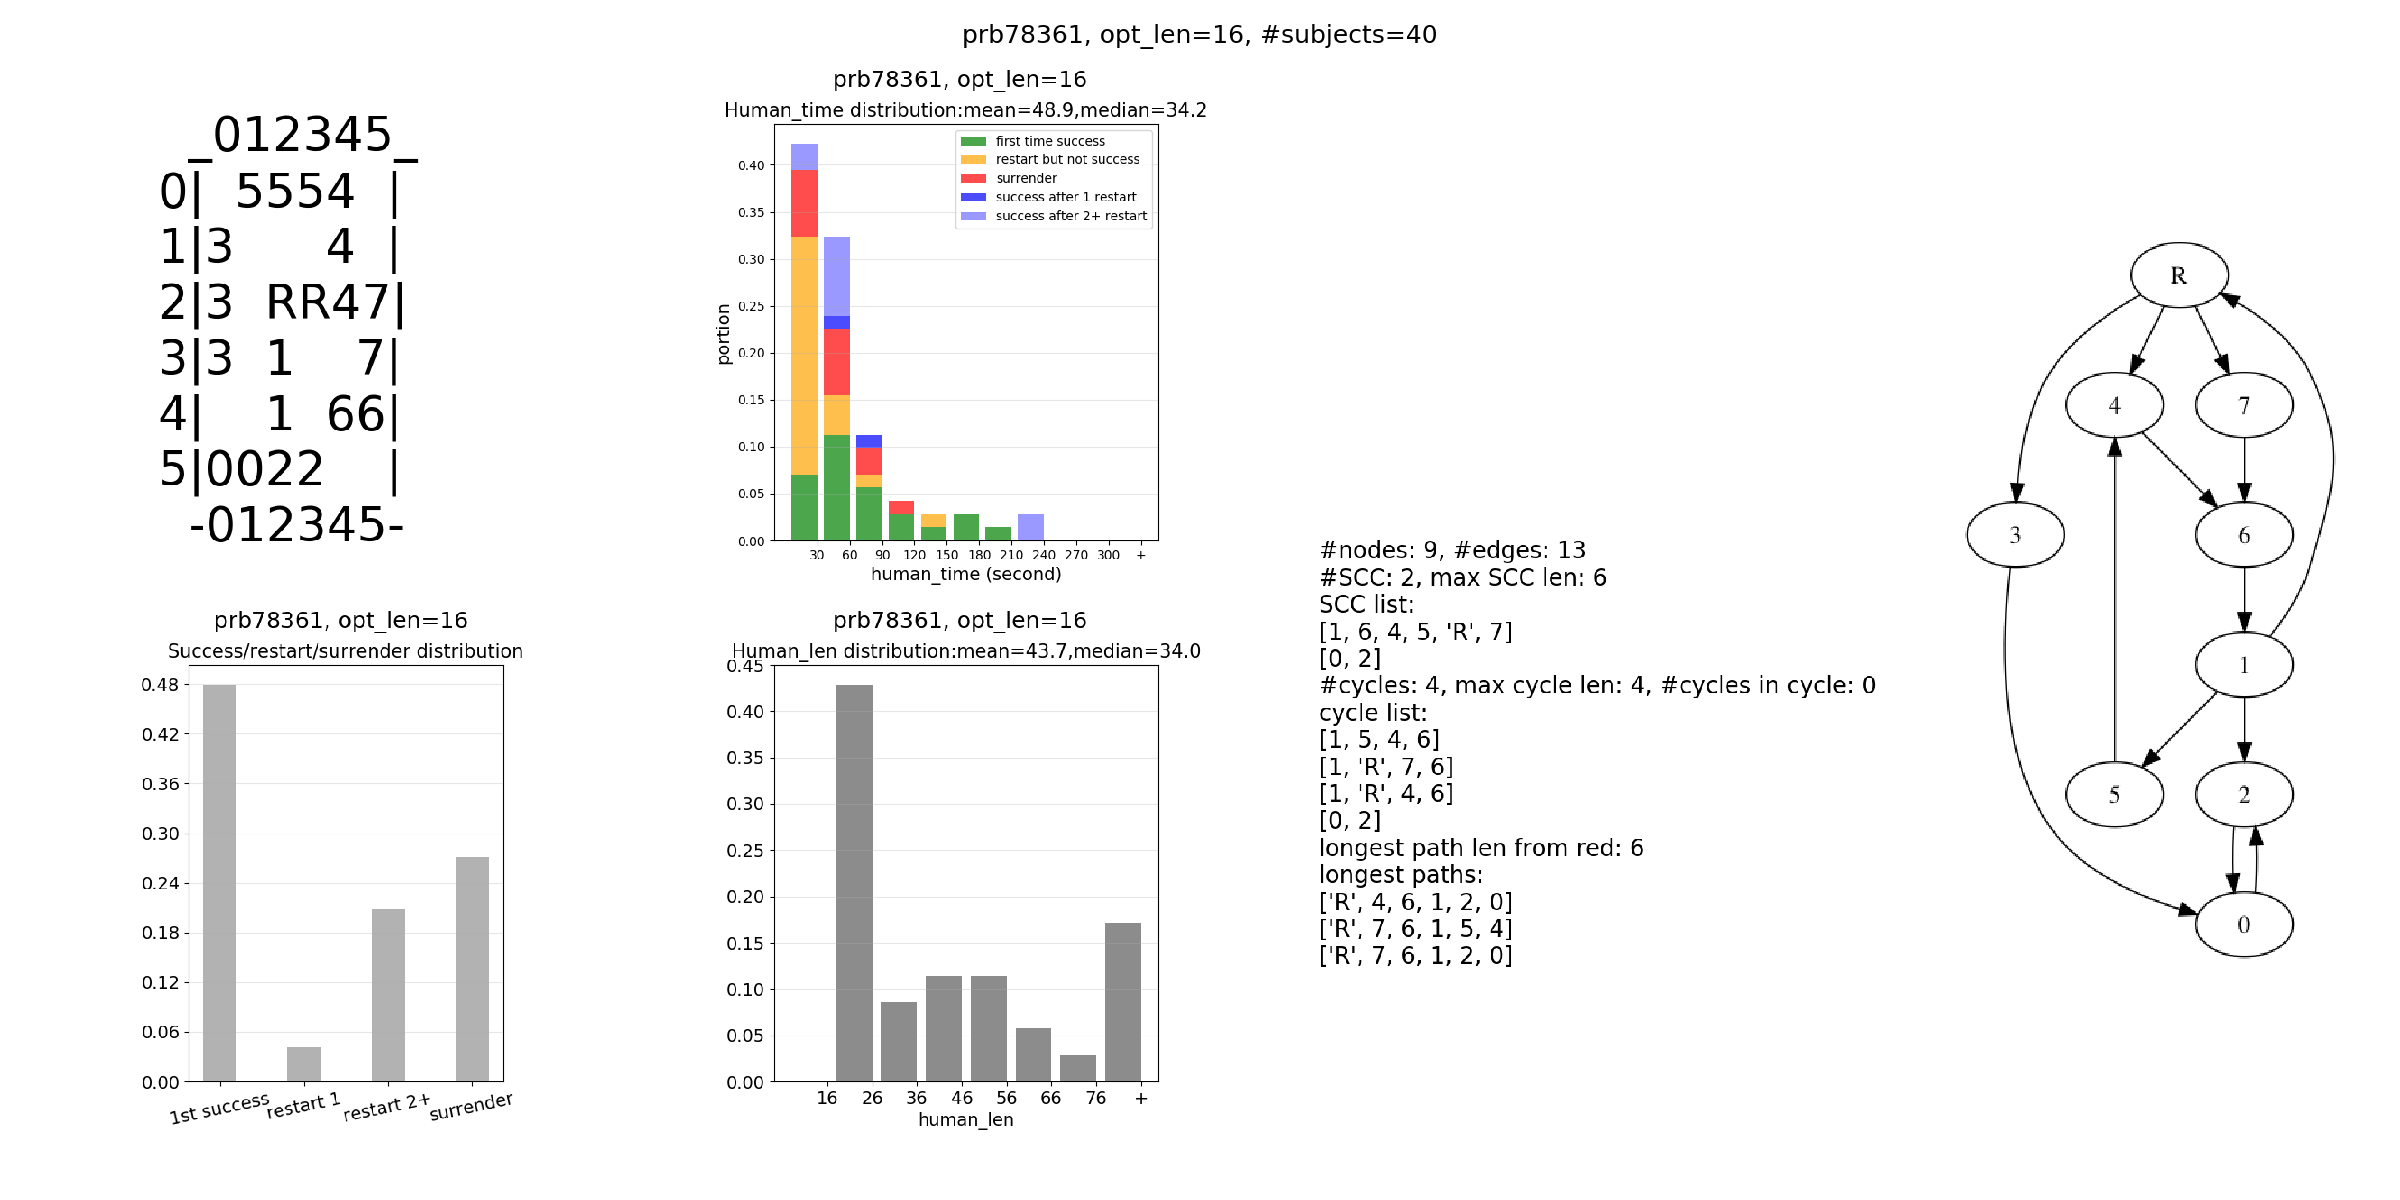 prb78361, opt_len=16, #subjects=40
_012345_
0| 5554  |
1|3   4  |
2|3  RR47|
3|3  1   7|
4|   1  66|
5|0022   |
-012345-
prb78361, opt_len=16
Human_time distribution:mean=48.9,median=34.2
first time success
restart but not success
surrender
success after 1 restart
success after 2+ restart
0.40
0.35
0.30
0.25
0.20
0.15
0.10
0.05
0.00
portion
30 60 90 120 150 180 210 240 270 300 +
human_time (second)
prb78361, opt_len=16
Success/restart/surrender distribution
0.48
0.42
0.36
0.30
0.24
0.18
0.12
0.06
0.00
1st success restart 1 restart 2+ surrender
prb78361, opt_len=16
Human_len distribution:mean=43.7,median=34.0
0.45
0.40
0.35
0.30
0.25
0.20
0.15
0.10
0.05
0.00
16 26 36 46 56 66 76 +
human_len
#nodes: 9, #edges: 13
#SCC: 2, max SCC len: 6
SCC list:
[1, 6, 4, 5, 'R', 7]
[0, 2]
#cycles: 4, max cycle len: 4, #cycles in cycle: 0
cycle list:
[1, 5, 4, 6]
[1, 'R', 7, 6]
[1, 'R', 4, 6]
[0, 2]
longest path len from red: 6
longest paths:
['R', 4, 6, 1, 2, 0]
['R', 7, 6, 1, 5, 4]
['R', 7, 6, 1, 2, 0]
R
4 7
3 6
1
5 2
0